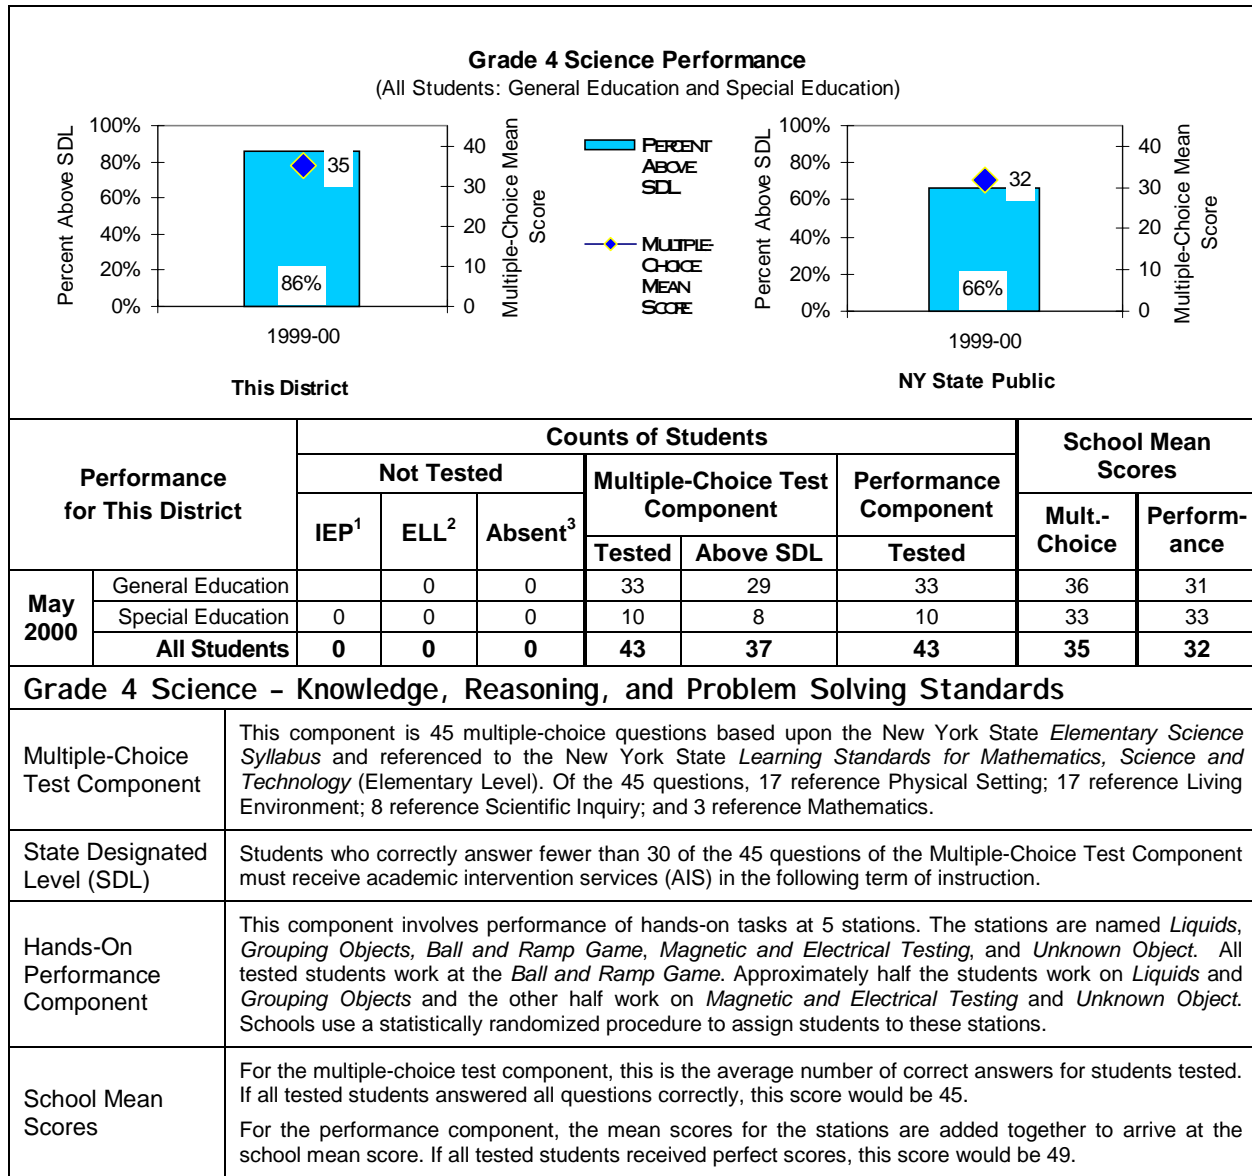 Grade 4 Science Performance
(All Students: General Education and Special Education)
Percent Above SDL
100%
80%
60%
40%
20%
0%
35
86%
1999-00
40
30
20
10
0
Multiple-Choice Mean Score
This District
PERCENT
ABOVE
SDL
MULTIPLE-
CHOICE
MEAN
SCORE
Percent Above SDL
100%
80%
60%
40%
20%
0%
32
66%
1999-00
40
30
20
10
0
Multiple-Choice Mean Score
NY State Public
Performance
for This District
Counts of Students
School Mean
Scores
Not Tested
Multiple-Choice Test
Component
Performance
Component
IEP1 ELL2 Absent3
Mult.-
Choice
Perform-
ance
Tested Above SDL Tested
May
2000
General Education 0 0 33 29 33 36 31
Special Education 0 0 0 10 8 10 33 33
All Students 0 0 0 43 37 43 35 32
Grade 4 Science – Knowledge, Reasoning, and Problem Solving Standards
Multiple-Choice
Test Component
This component is 45 multiple-choice questions based upon the New York State Elementary Science
Syllabus and referenced to the New York State Learning Standards for Mathematics, Science and
Technology (Elementary Level). Of the 45 questions, 17 reference Physical Setting; 17 reference Living
Environment; 8 reference Scientific Inquiry; and 3 reference Mathematics.
State Designated
Level (SDL)
Students who correctly answer fewer than 30 of the 45 questions of the Multiple-Choice Test Component
must receive academic intervention services (AIS) in the following term of instruction.
Hands-On
Performance
Component
This component involves performance of hands-on tasks at 5 stations. The stations are named Liquids,
Grouping Objects, Ball and Ramp Game, Magnetic and Electrical Testing, and Unknown Object. All
tested students work at the Ball and Ramp Game. Approximately half the students work on Liquids and
Grouping Objects and the other half work on Magnetic and Electrical Testing and Unknown Object.
Schools use a statistically randomized procedure to assign students to these stations.
School Mean
Scores
For the multiple-choice test component, this is the average number of correct answers for students tested.
If all tested students answered all questions correctly, this score would be 45.
For the performance component, the mean scores for the stations are added together to arrive at the
school mean score. If all tested students received perfect scores, this score would be 49.